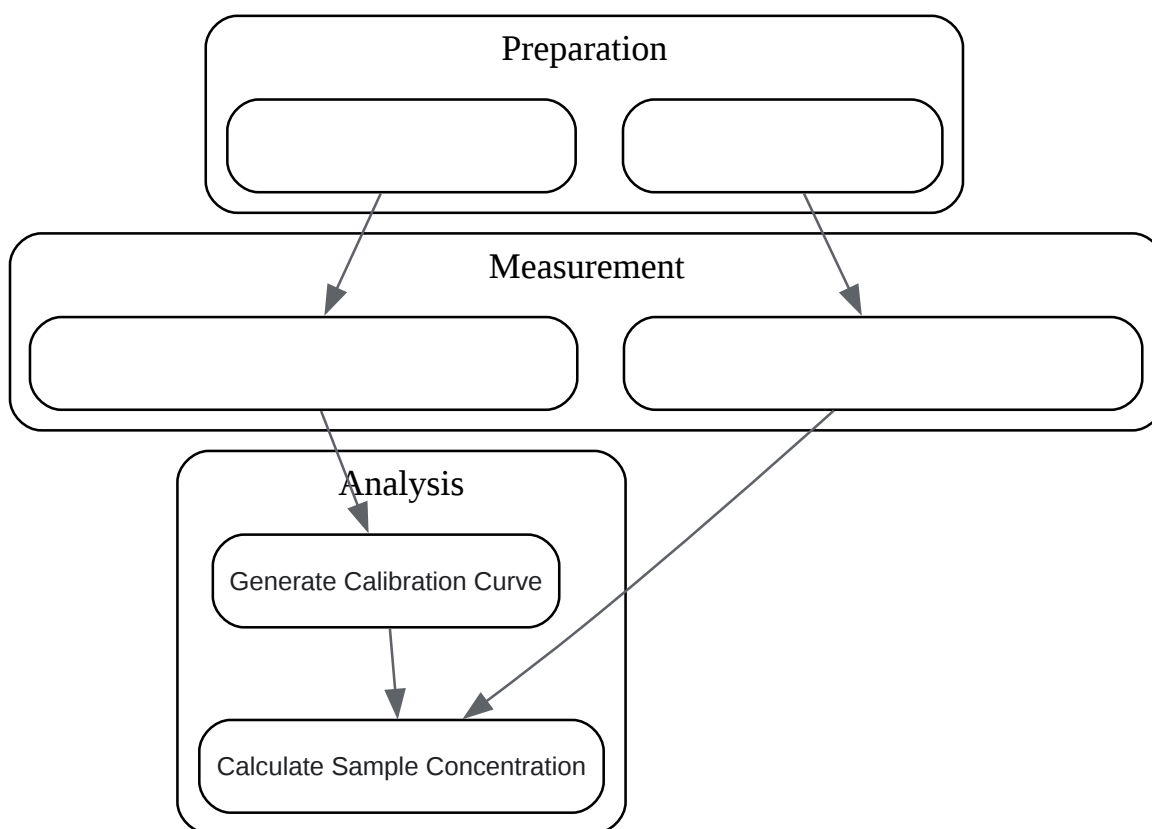 Preparation
Measurement
Analysis
Generate Calibration Curve
Calculate Sample Concentration